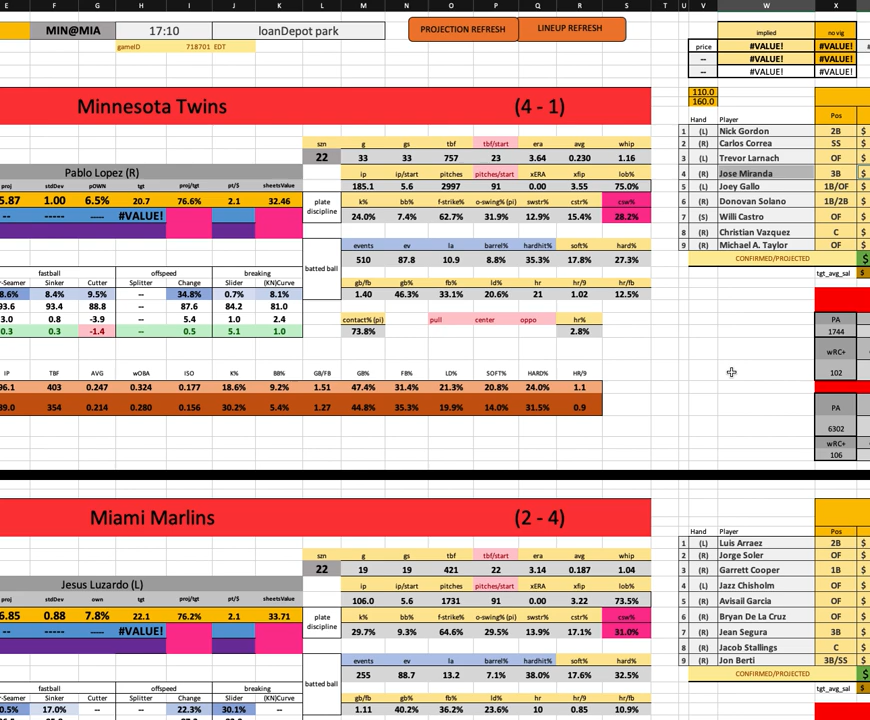 E F G H I J K L M N O P Q R S T U V W X
MIN@MIA 17:10 loanDepot park PROJECTION REFRESH LINEUP REFRESH implied no vig
gameID 718701 EDT price #VALUE! #VALUE!
-- #VALUE! #VALUE!
-- #VALUE! #VALUE!
110.0
160.0
Minnesota Twins (4 - 1) Pos
Hand Player
szn g gs tbf tbf/start era avg whip
22 33 33 757 23 3.64 0.230 1.16
Pablo Lopez (R) ip ip/start pitches pitches/start xERA xfip lob%
proj stdDev pOWN tgt proj/tgt pt/$ sheetsValue 185.1 5.6 2997 91 0.00 3.55 75.0%
5.87 1.00 6.5% 20.7 76.6% 2.1 32.46 plate discipline k% bb% f-strike% o-swing% (pi) swstr% cstr% csw%
-- -- ----- #VALUE! 24.0% 7.4% 62.7% 31.9% 12.9% 15.4% 28.2%
1 (L) Nick Gordon 2B $
2 (R) Carlos Correa SS $
3 (L) Trevor Larnach OF $
4 (R) Jose Miranda 3B
5 (L) Joey Gallo 1B/OF $
6 (R) Donovan Solano 1B/2B $
7 (S) Willi Castro OF $
8 (R) Christian Vazquez C $
9 (R) Michael A. Taylor OF $
CONFIRMED/PROJECTED $
tgt_avg_sal $
batted ball events ev la barrel% hardhit% soft% hard%
510 87.8 10.9 8.8% 35.3% 17.8% 27.3%
fastball offspeed breaking
-Seamer Sinker Cutter Splitter Change Slider (KN)Curve gb/fb gb% fb% ld% hr hr/9 hr/fb
8.6% 8.4% 9.5% -- 34.8% 0.7% 8.1% 1.40 46.3% 33.1% 20.6% 21 1.02 12.5%
93.6 93.4 88.8 -- 87.6 84.2 81.0
3.0 0.8 -3.9 -- 5.4 1.0 2.4 contact% (pi) pull center oppo hr%
0.3 0.3 -1.4 -- 0.5 5.1 1.0 73.8% 2.8%
PA
1744
wRC+
102
IP TBF AVG wOBA ISO K% BB% GB/FB GB% FB% LD% SOFT% HARD% HR/9
96.1 403 0.247 0.324 0.177 18.6% 9.2% 1.51 47.4% 31.4% 21.3% 20.8% 24.0% 1.1
89.0 354 0.214 0.280 0.156 30.2% 5.4% 1.27 44.8% 35.3% 19.9% 14.0% 31.5% 0.9
PA
6302
wRC+
106
Miami Marlins (2 - 4)
Hand Player Pos $
szn g gs tbf tbf/start era avg whip
22 19 19 421 22 3.14 0.187 1.04
Jesus Luzardo (L) ip ip/start pitches pitches/start xERA xfip lob%
proj stdDev own tgt proj/tgt pt/$ sheetsValue 106.0 5.6 1731 91 0.00 3.22 73.5%
6.85 0.88 7.8% 22.1 76.2% 2.1 33.71 plate discipline k% bb% f-strike% o-swing% (pi) swstr% cstr% csw%
-- -- ----- #VALUE! 29.7% 9.3% 64.6% 29.5% 13.9% 17.1% 31.0%
1 (L) Luis Arraez 2B $
2 (R) Jorge Soler OF $
3 (R) Garrett Cooper 1B $
4 (L) Jazz Chisholm OF $
5 (R) Avisail Garcia OF $
6 (R) Bryan De La Cruz OF $
7 (R) Jean Segura 3B $
8 (R) Jacob Stallings C $
9 (R) Jon Berti 3B/SS $
CONFIRMED/PROJECTED $
tgt_avg_sal $
batted ball events ev la barrel% hardhit% soft% hard%
255 88.7 13.2 7.1% 38.0% 17.6% 32.5%
fastball offspeed breaking
-Seamer Sinker Cutter Splitter Change Slider (KN)Curve gb/fb gb% fb% ld% hr hr/9 hr/fb
0.5% 17.0% -- -- 22.3% 30.1% -- 1.11 40.2% 36.2% 23.6% 10 0.85 10.9%